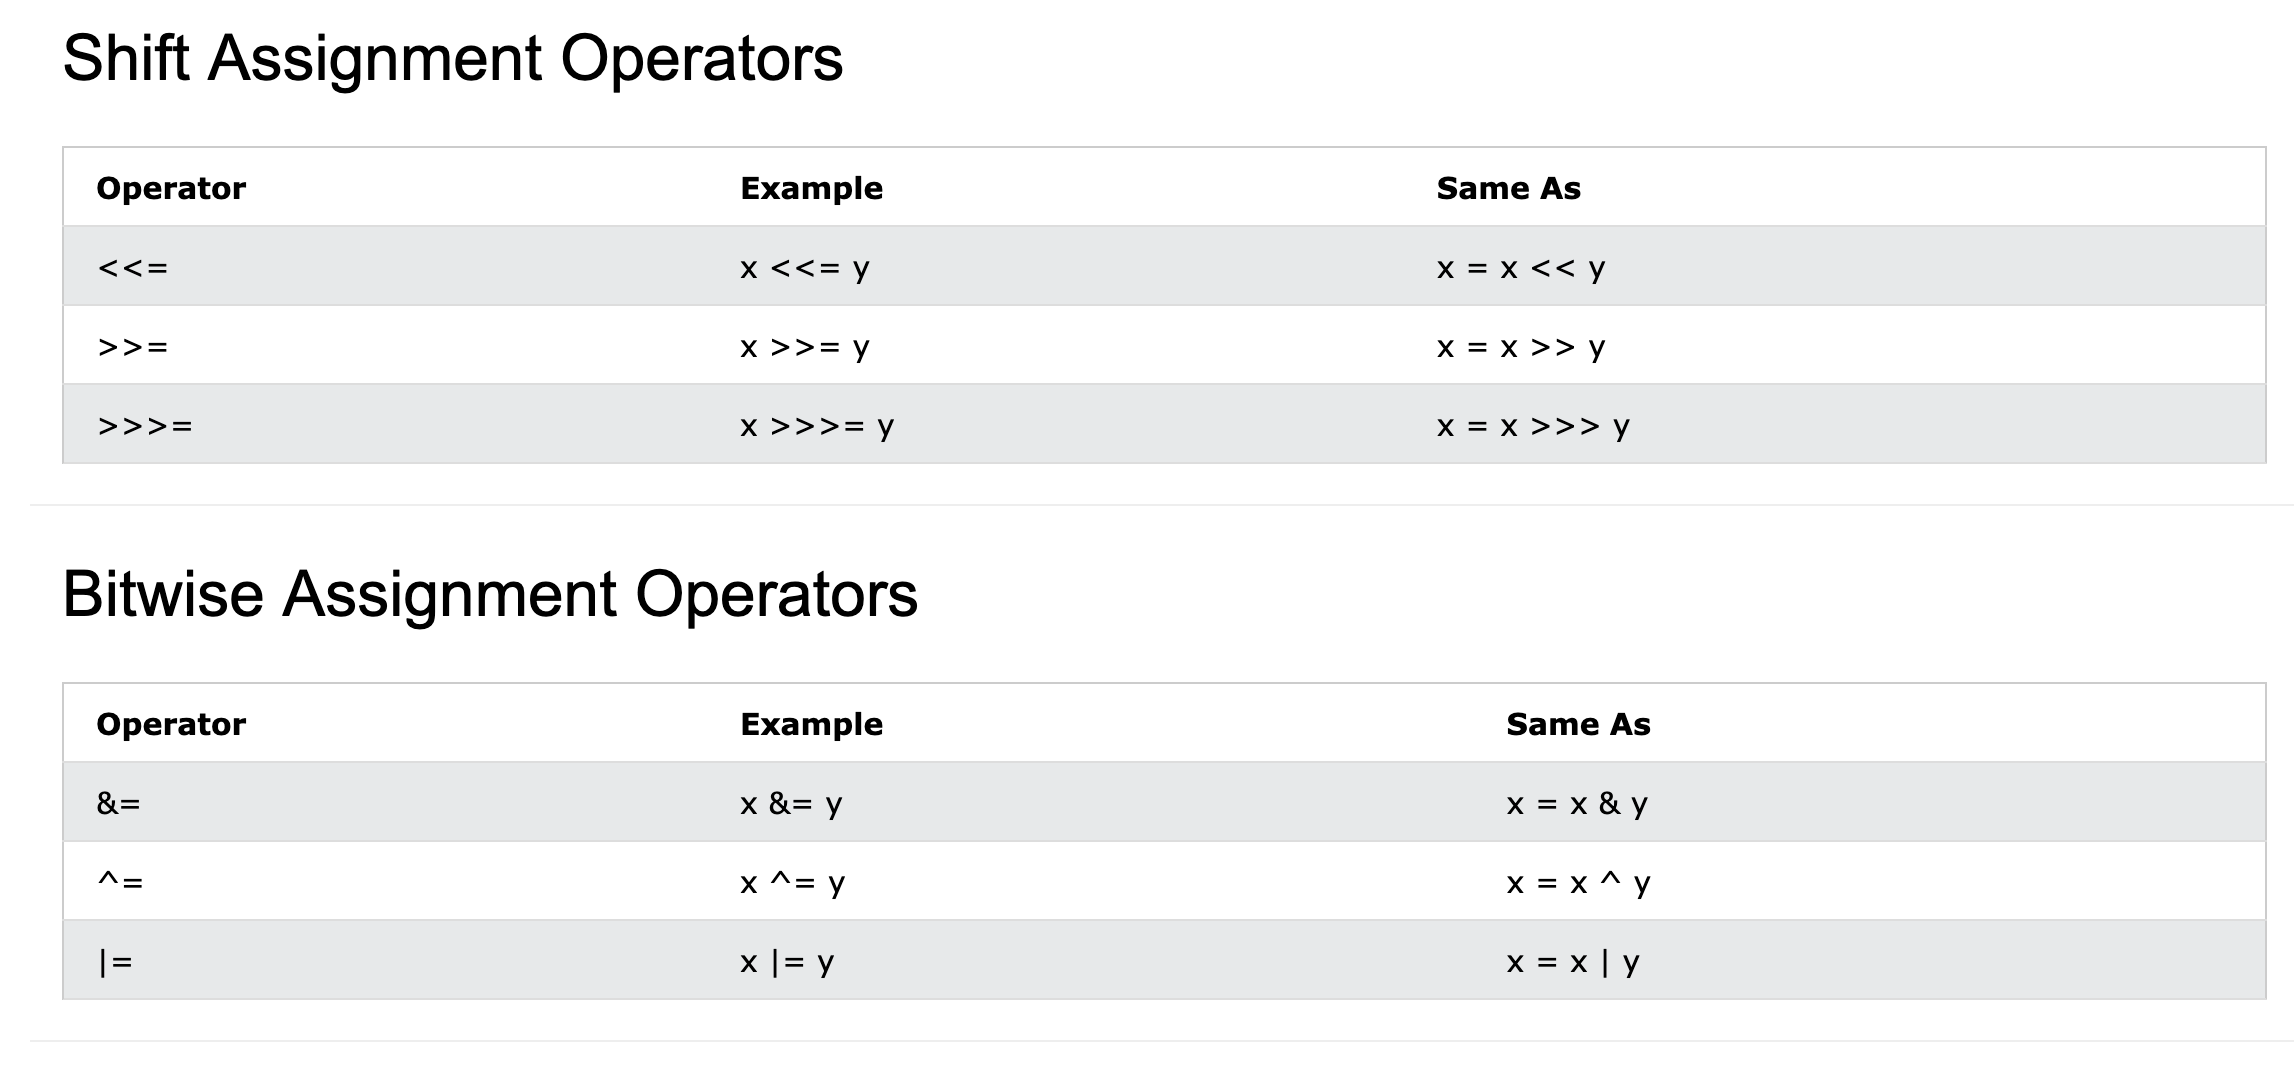 Shift Assignment Operators
Operator Example Same As
<<= x <<= y x = x << y
>>= x >>= y x = x >> y
>>>= x >>>= y x = x >>> y
Bitwise Assignment Operators
Operator Example Same As
&= x &= y x = x & y
^= x ^= y x = x ^ y
|= x |= y x = x | y